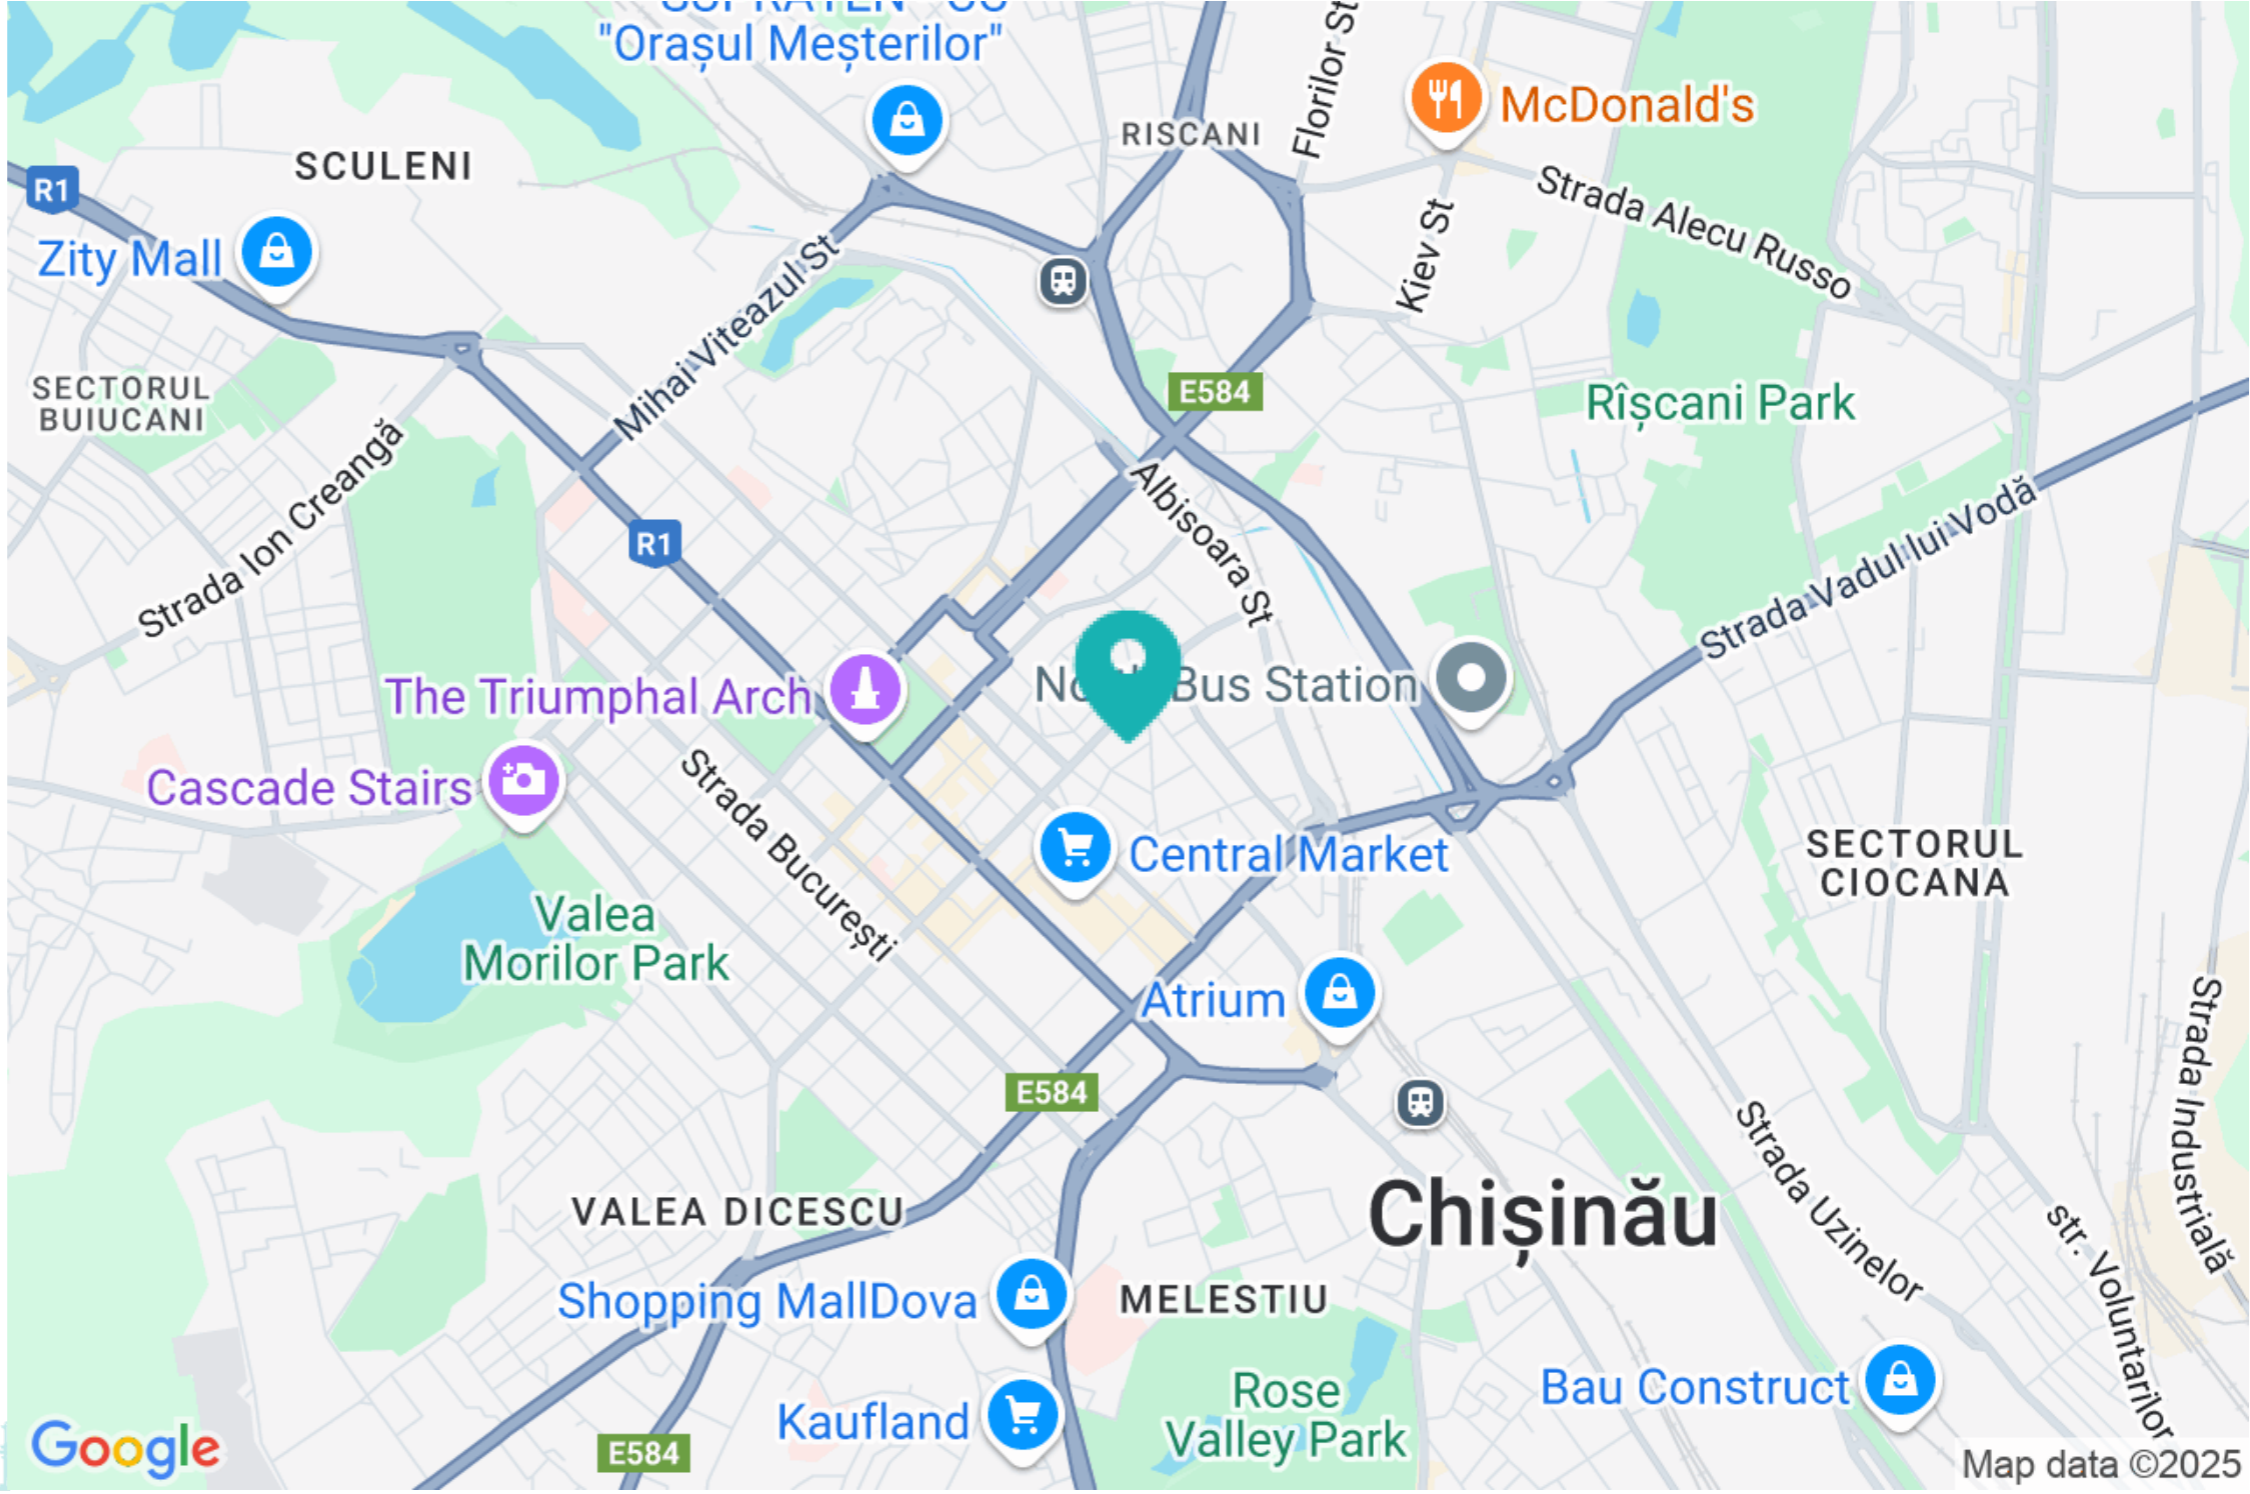 "Orașul Meșterilor"
RISCANI
Florilor St
McDonald's
SCULENI
R1
Strada Alecu Russo
Zity Mall
Mihai Viteazul St
Kiev St
SECTORUL
BUIUCANI
E584
Rîșcani Park
Strada Ion Creangă
R1
Albisoara St
Strada Vadul lui Vodă
The Triumphal Arch
Bus Station
Cascade Stairs
Strada București
Central Market
SECTORUL
CIOCANA
Valea
Morilor Park
Atrium
Strada Industrială
E584
Strada Uzinelor
VALEA DICESCU
Chișinău
str. Voluntarilor
Shopping MallDova
MELESTIU
Rose
Valley Park
Bau Construct
Kaufland
E584
Google
Map data ©2025